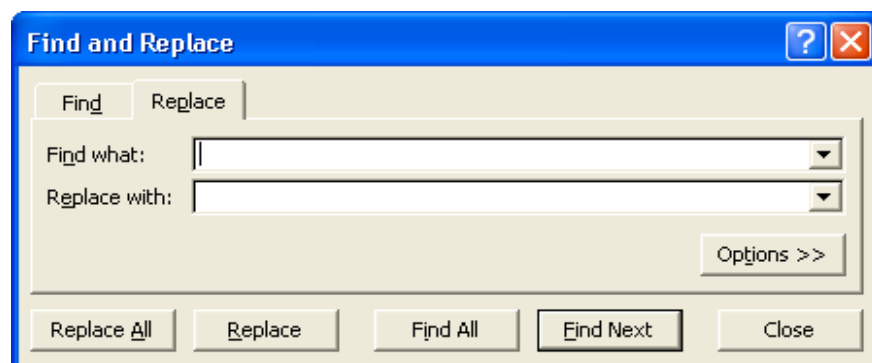 Find and Replace
Find Replace
Find what:
Replace with:
Options >>
Replace All Replace Find All Find Next Close